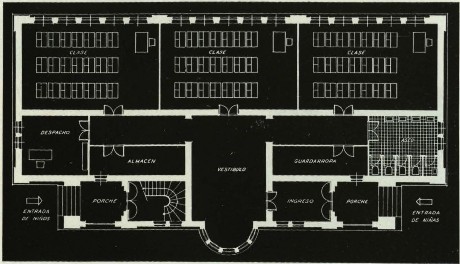 CLASE
CLASE
CLASE
DESPACHO
ASEO
ALMACEN
VESTIBULO
GUARDARROPA
PORCHE
INGRESO
PORCHE
ENTRADA
DE NIÑOS
ENTRADA
DE NIÑAS